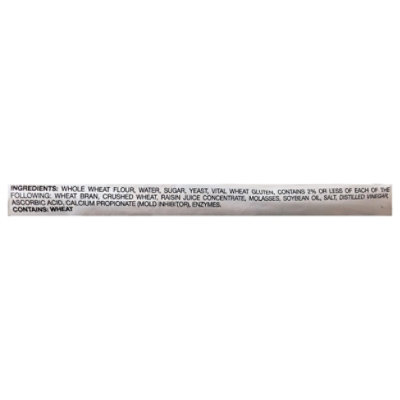 INGREDIENTS: WHOLE WHEAT FLOUR, WATER, SUGAR, YEAST, VITAL WHEAT GLUTEN, CONTAINS 2% OR LESS OF EACH OF THE
FOLLOWING: WHEAT BRAN, CRUSHED WHEAT, RAISIN JUICE CONCENTRATE, MOLASSES, SOYBEAN OIL, SALT, DISTILLED VINEGAR,
ASCORBIC ACID, CALCIUM PROPIONATE (MOLD INHIBITOR), ENZYMES.
CONTAINS: WHEAT